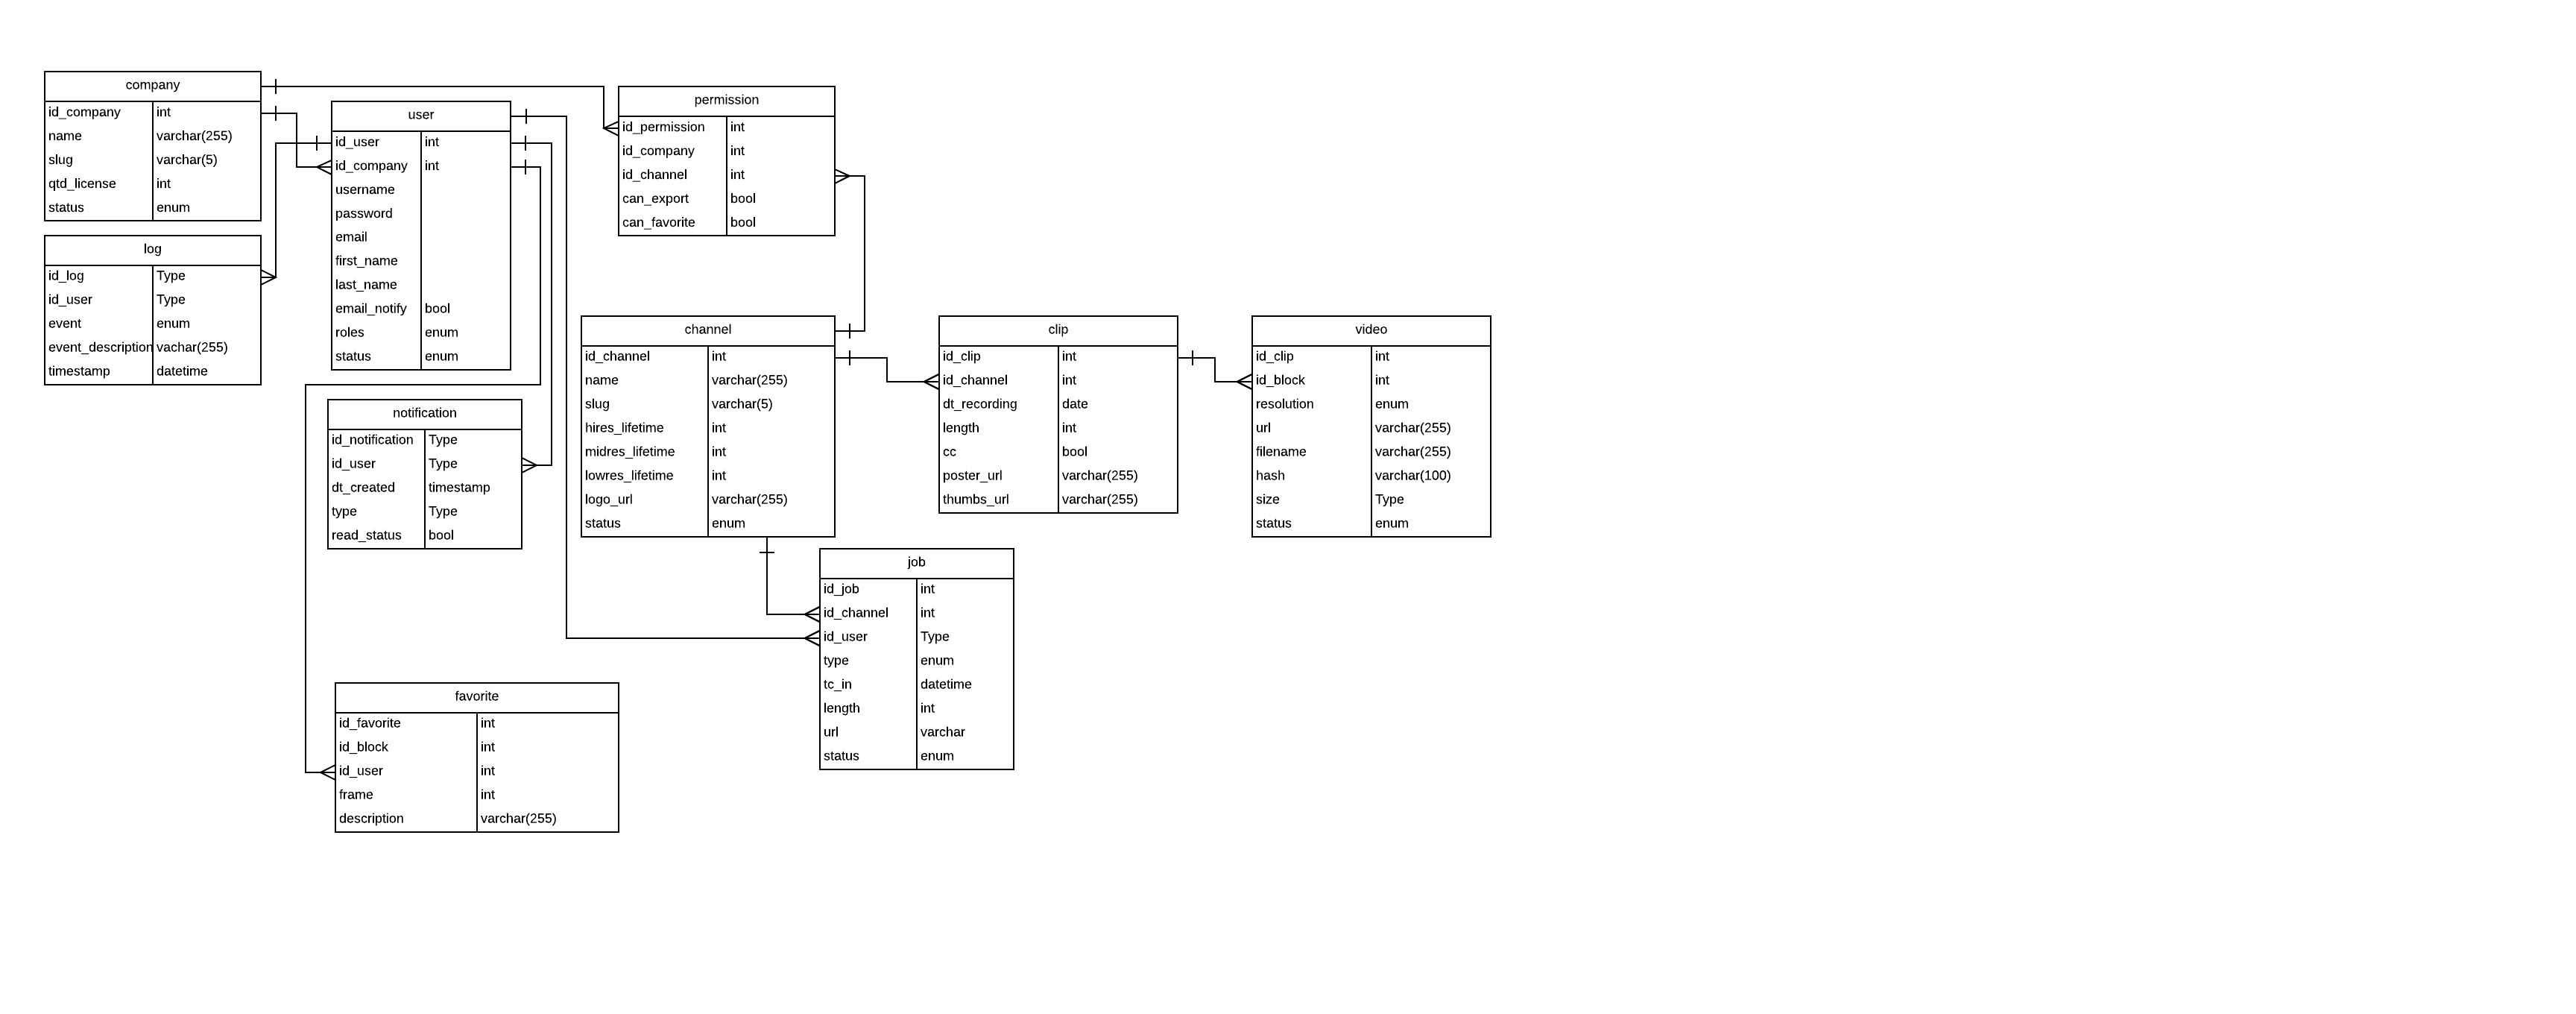 company
id_company int
name varchar(255)
slug varchar(5)
qtd_license int
status enum
log
id_log Type
id_user Type
event enum
event_description vachar(255)
timestamp datetime
user
id_user int
id_company int
username
password
email
first_name
last_name
email_notify bool
roles enum
status enum
permission
id_permission int
id_company int
id_channel int
can_export bool
can_favorite bool
notification
id_notification Type
id_user Type
dt_created timestamp
type Type
read_status bool
channel
id_channel int
name varchar(255)
slug varchar(5)
hires_lifetime int
midres_lifetime int
lowres_lifetime int
logo_url varchar(255)
status enum
clip
id_clip int
id_channel int
dt_recording date
length int
cc bool
poster_url varchar(255)
thumbs_url varchar(255)
video
id_clip int
id_block int
resolution enum
url varchar(255)
filename varchar(255)
hash varchar(100)
size Type
status enum
job
id_job int
id_channel int
id_user Type
type enum
tc_in datetime
length int
url varchar
status enum
favorite
id_favorite int
id_block int
id_user int
frame int
description varchar(255)